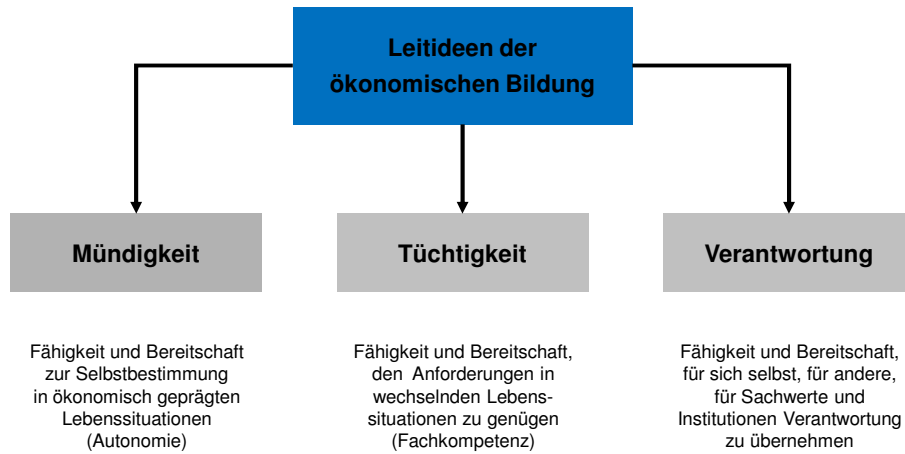 Leitideen der
ökonomischen Bildung
Mündigkeit
Tüchtigkeit
Verantwortung
Fähigkeit und Bereitschaft
zur Selbstbestimmung
in ökonomisch geprägten
Lebenssituationen
(Autonomie)
Fähigkeit und Bereitschaft,
den Anforderungen in
wechselnden Lebens-
situationen zu genügen
(Fachkompetenz)
Fähigkeit und Bereitschaft,
für sich selbst, für andere,
für Sachwerte und
Institutionen Verantwortung
zu übernehmen